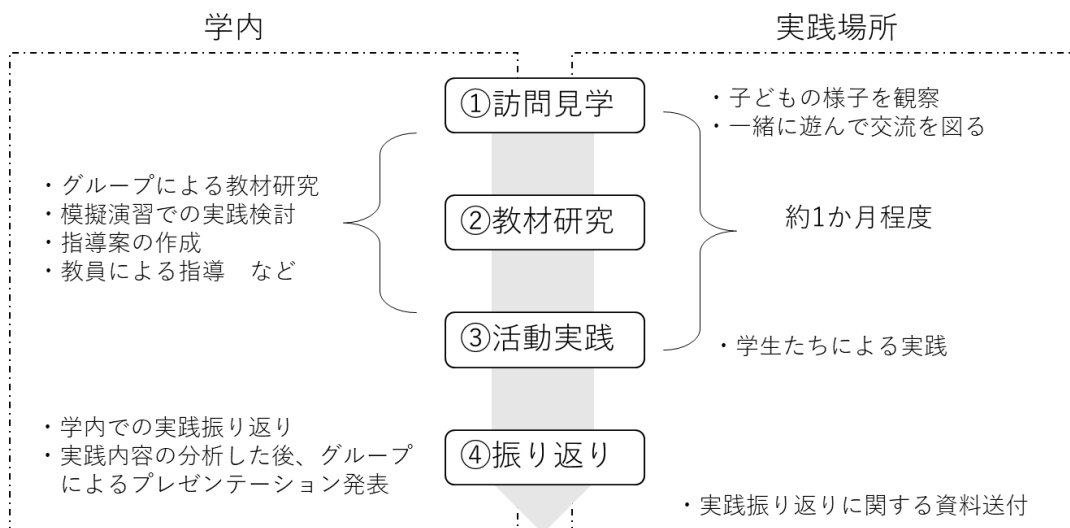 学内
実践場所
①訪問見学
・子どもの様子を観察
・一緒に遊んで交流を図る
・グループによる教材研究
・模擬演習での実践検討
・指導案の作成
・教員による指導　など
②教材研究
約1か月程度
③活動実践
・学生たちによる実践
・学内での実践振り返り
・実践内容の分析した後、グループ
によるプレゼンテーション発表
④振り返り
・実践振り返りに関する資料送付